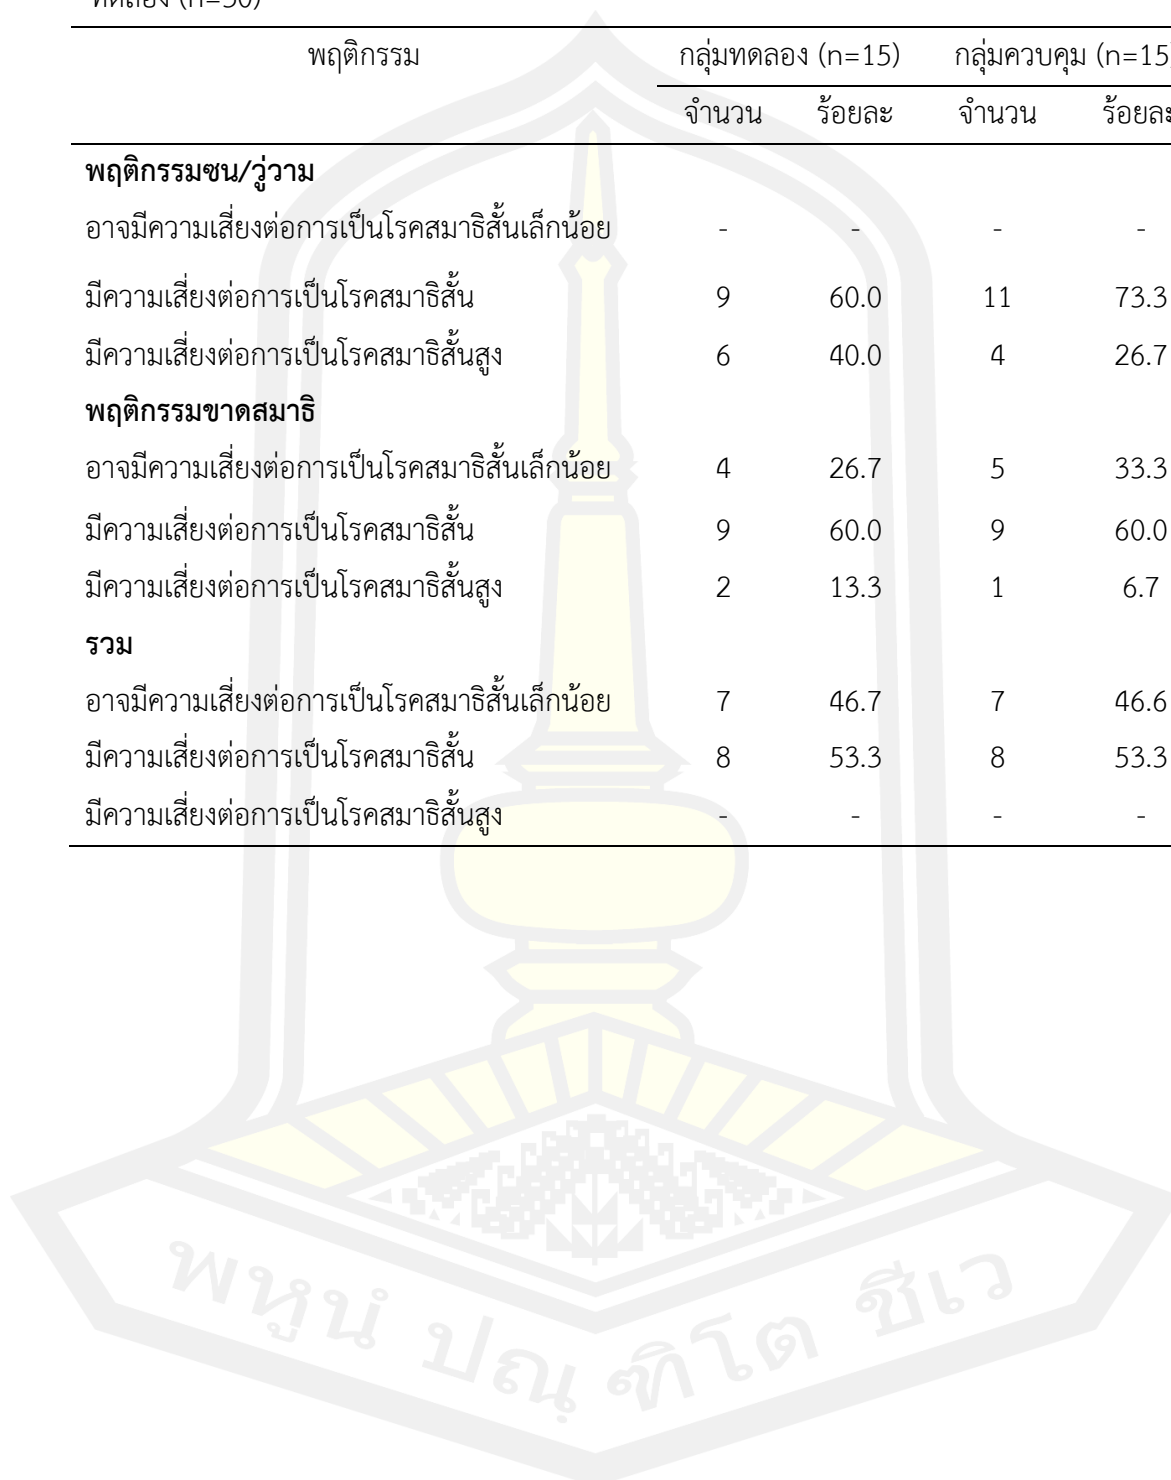 ทดลอง (n=30)
พฤติกรรม กลุ่มทดลอง (n=15) กลุ่มควบคุม (n=15
จำนวน ร้อยละ จำนวน ร้อยละ
พฤติกรรมซน/วู่วาม
อาจมีความเสี่ยงต่อการเป็นโรคสมาธิสั้นเล็กน้อย - - - -
มีความเสี่ยงต่อการเป็นโรคสมาธิสั้น 9 60.0 11 73.3
มีความเสี่ยงต่อการเป็นโรคสมาธิสั้นสูง 6 40.0 4 26.7
พฤติกรรมขาดสมาธิ
อาจมีความเสี่ยงต่อการเป็นโรคสมาธิสั้นเล็กน้อย 4 26.7 5 33.3
มีความเสี่ยงต่อการเป็นโรคสมาธิสั้น 9 60.0 9 60.0
มีความเสี่ยงต่อการเป็นโรคสมาธิสั้นสูง 2 13.3 1 6.7
รวม
อาจมีความเสี่ยงต่อการเป็นโรคสมาธิสั้นเล็กน้อย 7 46.7 7 46.6
มีความเสี่ยงต่อการเป็นโรคสมาธิสั้น 8 53.3 8 53.3
มีความเสี่ยงต่อการเป็นโรคสมาธิสั้นสูง - - - -
พหูนํ ปณฺฑิโต ชีเว